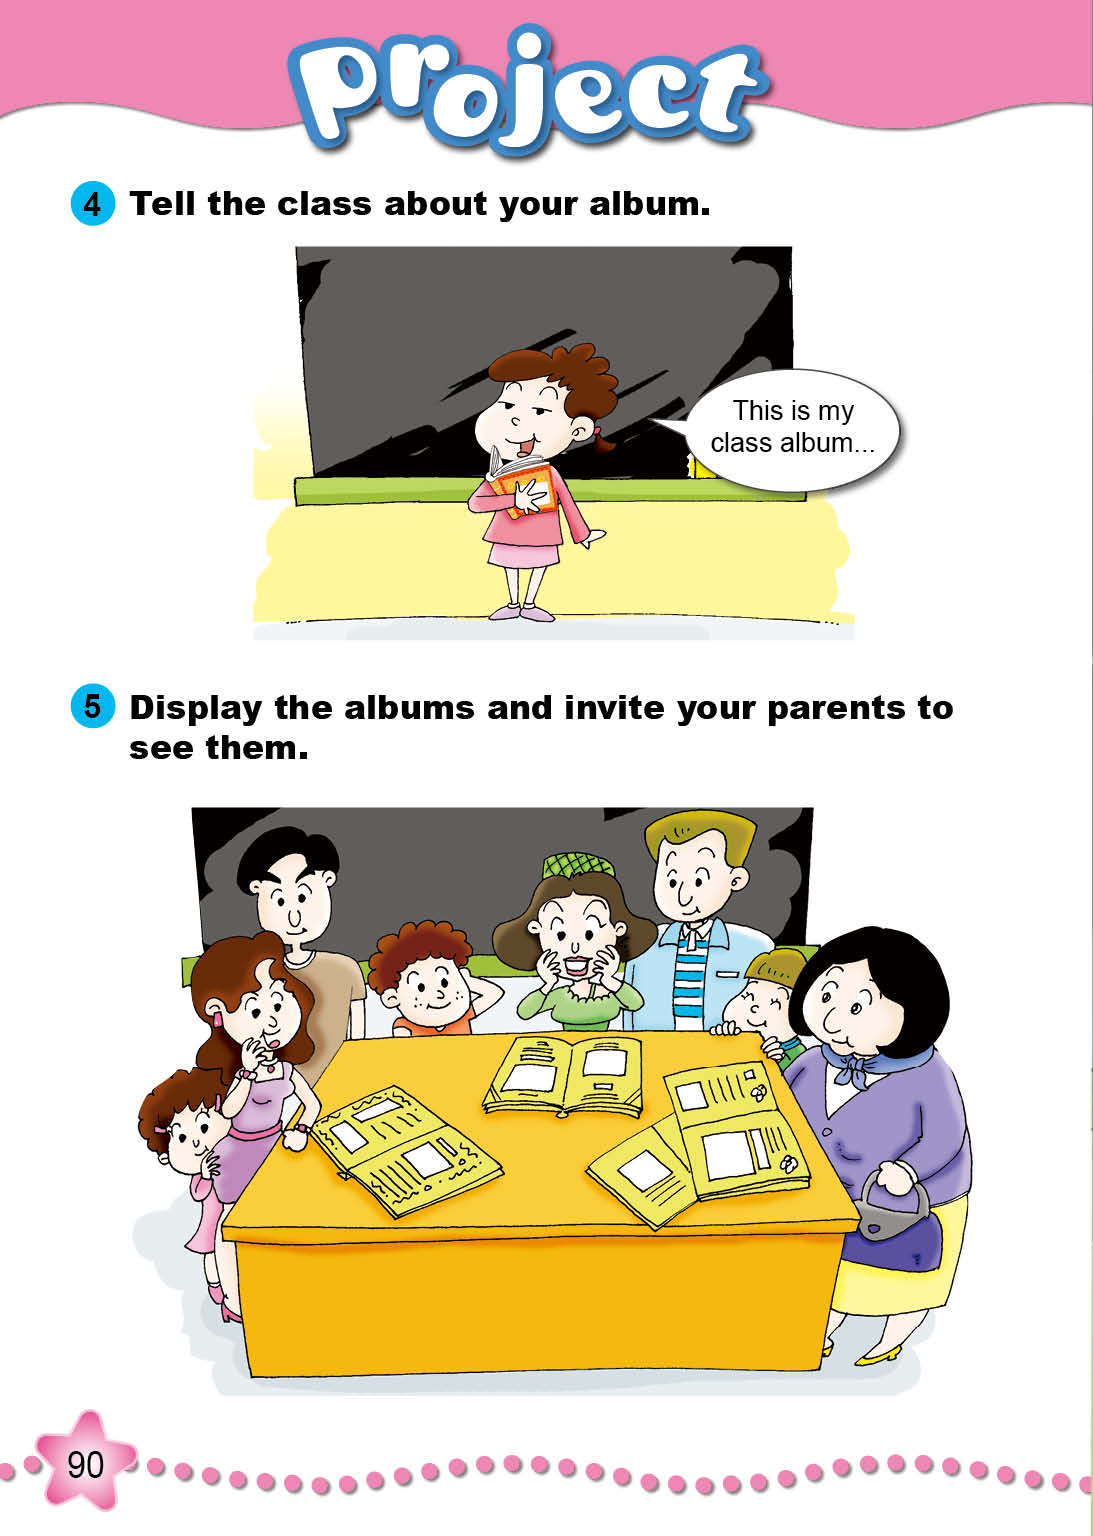 project
4 Tell the class about your album.
This is my
class album...
5 Display the albums and invite your parents to
see them.
90